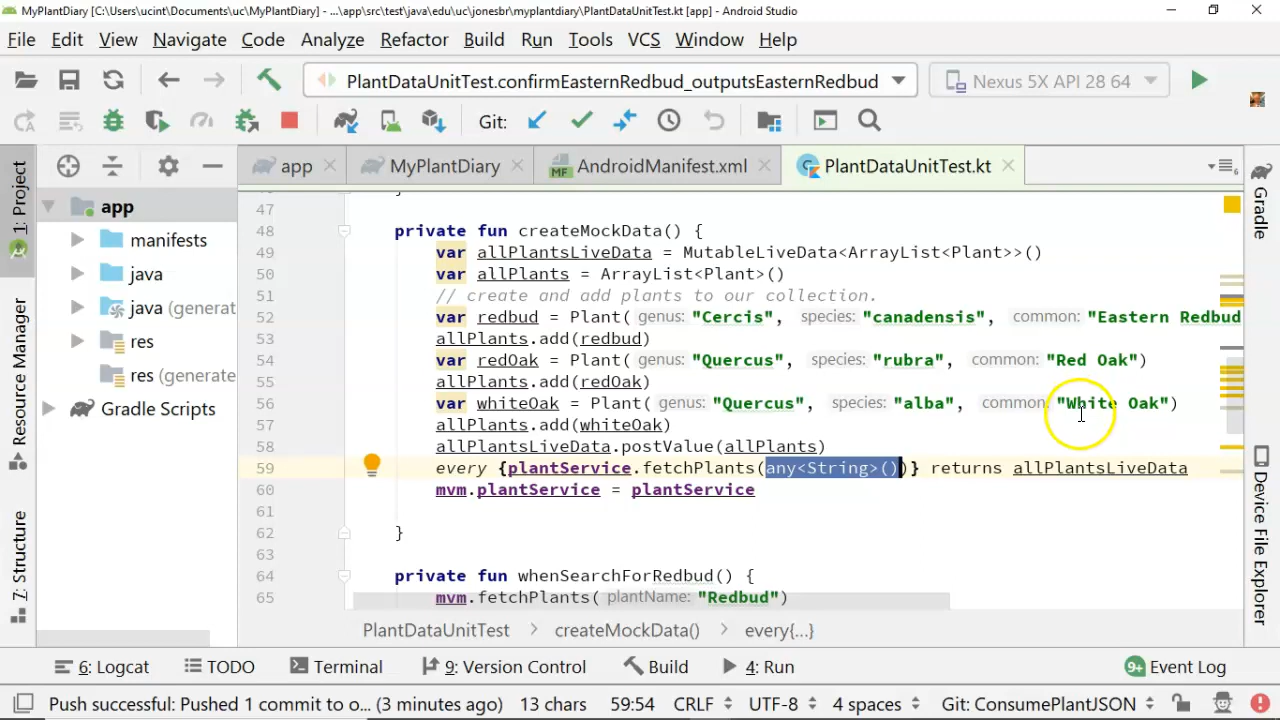 MyPlantDiary [C:\Users\ucint\Documents\uc\MyPlantDiary] - ...\app\src\test\java\edu\uc\jonesbr\myplantdiary\PlantDataUnitTest.kt [app] - Android Studio
File Edit View Navigate Code Analyze Refactor Build Run Tools VCS Window Help
PlantDataUnitTest.confirmEasternRedbud_outputsEasternRedbud Nexus 5X API 28 64
Git:
app MyPlantDiary AndroidManifest.xml PlantDataUnitTest.kt
1: Project
Resource Manager
7: Structure
app
manifests
java
java (generat
res
res (generate
Gradle Scripts
47
48 private fun createMockData() {
49 var allPlantsLiveData = MutableLiveData<ArrayList<Plant>>()
50 var allPlants = ArrayList<Plant>()
51 // create and add plants to our collection.
52 var redbud = Plant( genus: "Cercis", species: "canadensis", common: "Eastern Redbud
53 allPlants.add(redbud)
54 var redOak = Plant( genus: "Quercus", species: "rubra", common: "Red Oak")
55 allPlants.add(redOak)
56 var whiteOak = Plant( genus: "Quercus", species: "alba", common: "White Oak")
57 allPlants.add(whiteOak)
58 allPlantsLiveData.postValue(allPlants)
59 every {plantService.fetchPlants(any<String>())} returns allPlantsLiveData
60 mvm.plantService = plantService
61
62 }
63
64 private fun whenSearchForRedbud() {
65 mvm.fetchPlants( plantName: "Redbud")
Gradle
Device File Explorer
PlantDataUnitTest > createMockData() > every{...}
6: Logcat TODO Terminal 9: Version Control Build 4: Run 9+ Event Log
Push successful: Pushed 1 commit to o... (3 minutes ago) 13 chars 59:54 CRLF UTF-8 4 spaces Git: ConsumePlantJSON